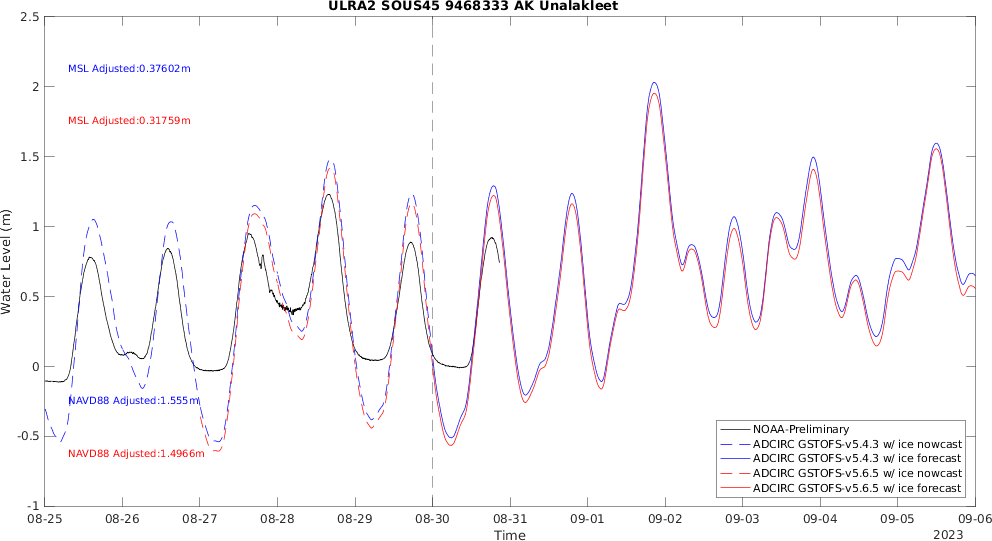 ULRA2 SOUS45 9468333 AK Unalakleet
2.5
2
1.5
1
0.5
0
-0.5
-1
Water Level (m)
MSL Adjusted:0.37602m
MSL Adjusted:0.31759m
NAVD88 Adjusted:1.555m
NAVD88 Adjusted:1.4966m
NOAA-Preliminary
ADCIRC GSTOFS-v5.4.3 w/ ice nowcast
ADCIRC GSTOFS-v5.4.3 w/ ice forecast
ADCIRC GSTOFS-v5.6.5 w/ ice nowcast
ADCIRC GSTOFS-v5.6.5 w/ ice forecast
08-25 08-26 08-27 08-28 08-29 08-30 08-31 09-01 09-02 09-03 09-04 09-05 09-06
Time
2023